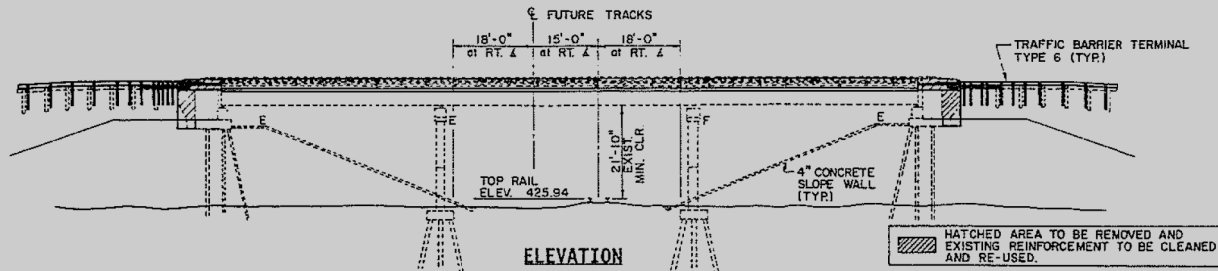 ℄ FUTURE TRACKS
18'-0" 15'-0" 18'-0"
at RT. ∡ at RT. ∡ at RT. ∡
TRAFFIC BARRIER TERMINAL
TYPE 6 (TYP.)
E E F E
21'-10"
EXIST.
MIN. CLR.
TOP RAIL
ELEV. 425.94
4" CONCRETE
SLOPE WALL
(TYP.)
ELEVATION
HATCHED AREA TO BE REMOVED AND
EXISTING REINFORCEMENT TO BE CLEANED
AND RE-USED.